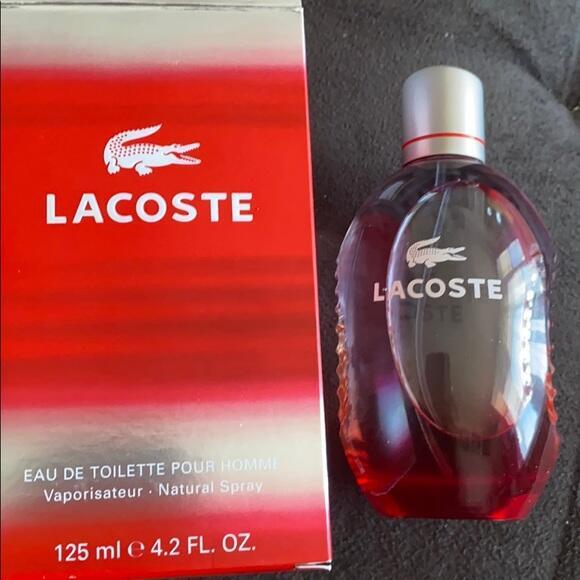 LACOSTE
EAU DE TOILETTE POUR HOMME
Vaporisateur · Natural Spray
125 ml ℮ 4.2 FL. OZ.
LACOSTE